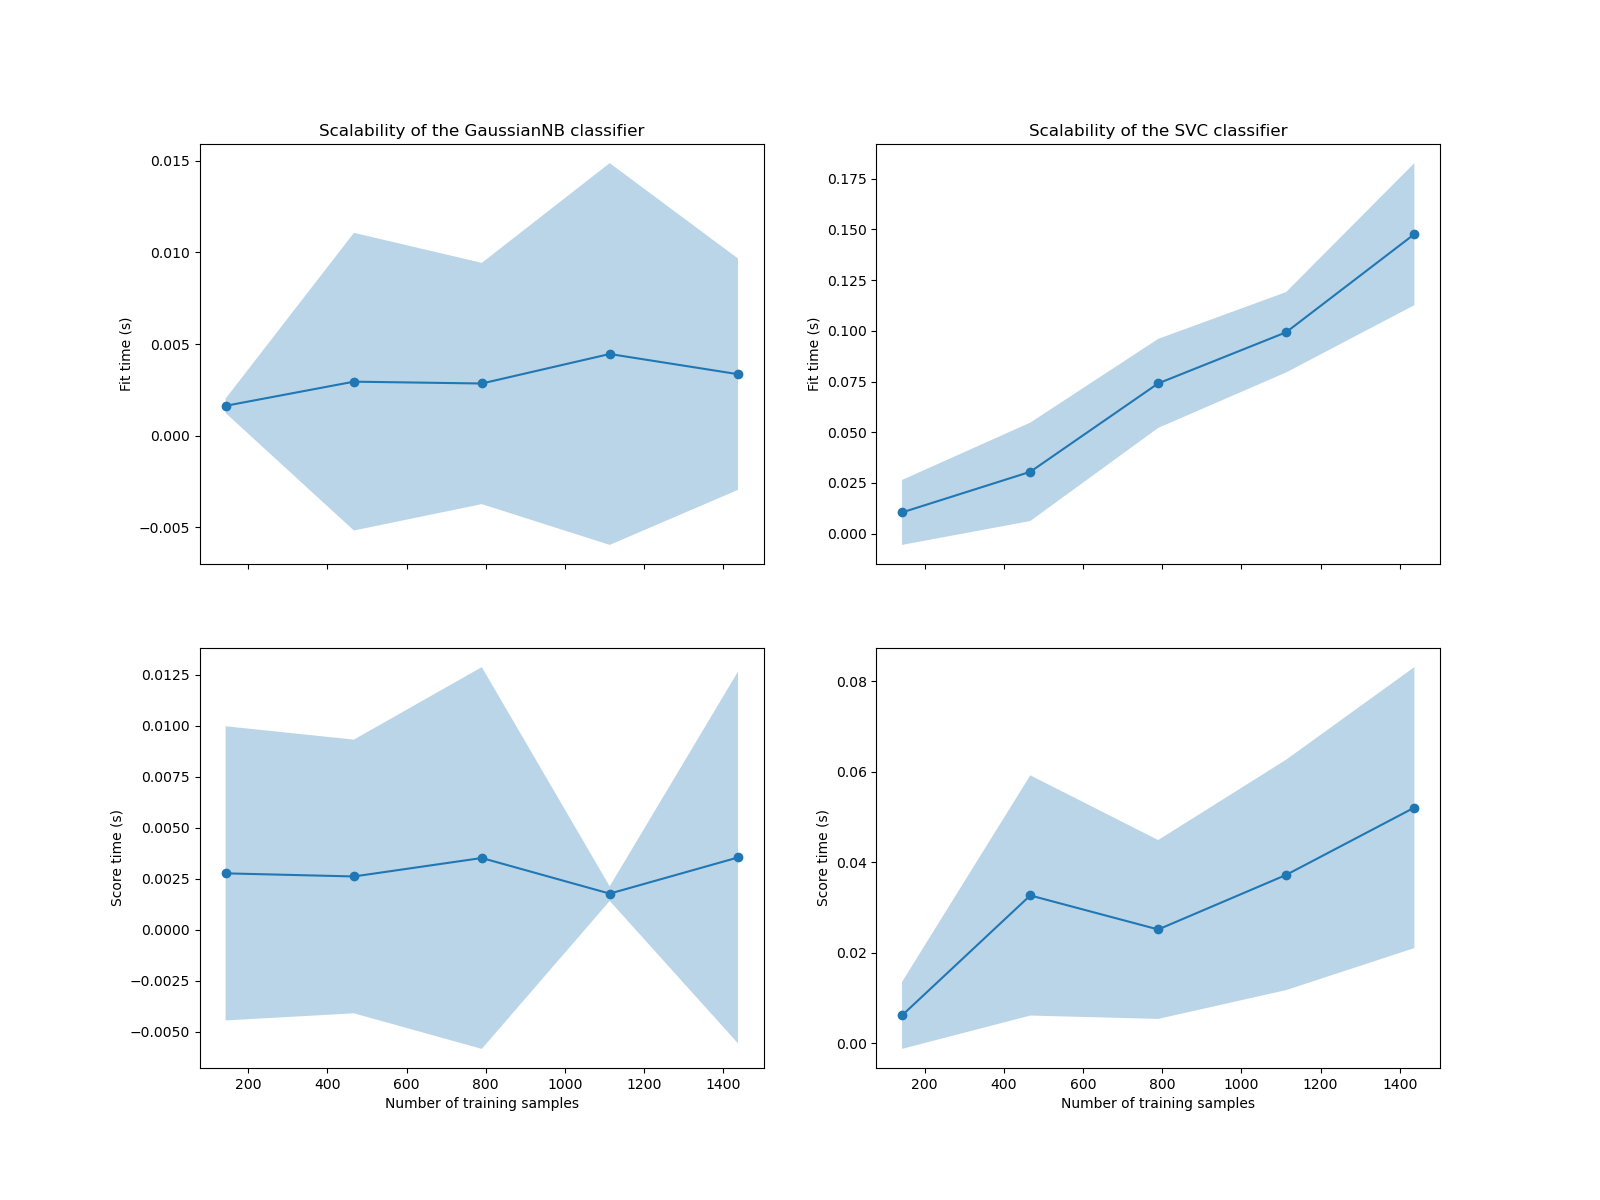 Scalability of the GaussianNB classifier
Scalability of the SVC classifier
0.015
0.010
0.005
0.000
−0.005
Fit time (s)
0.175
0.150
0.125
0.100
0.075
0.050
0.025
0.000
Fit time (s)
0.0125
0.0100
0.0075
0.0050
0.0025
0.0000
−0.0025
−0.0050
Score time (s)
200 400 600 800 1000 1200 1400
Number of training samples
0.08
0.06
0.04
0.02
0.00
Score time (s)
200 400 600 800 1000 1200 1400
Number of training samples